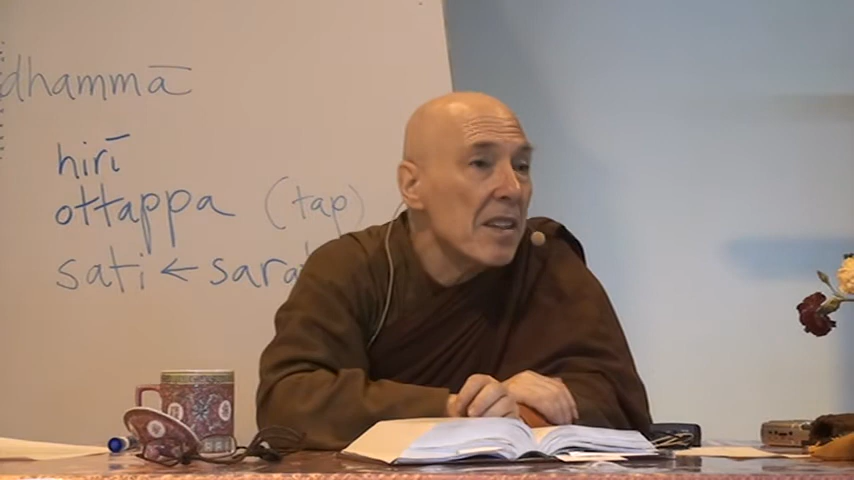 dhammā
hirī
ottappa (tap)
sati ← sara